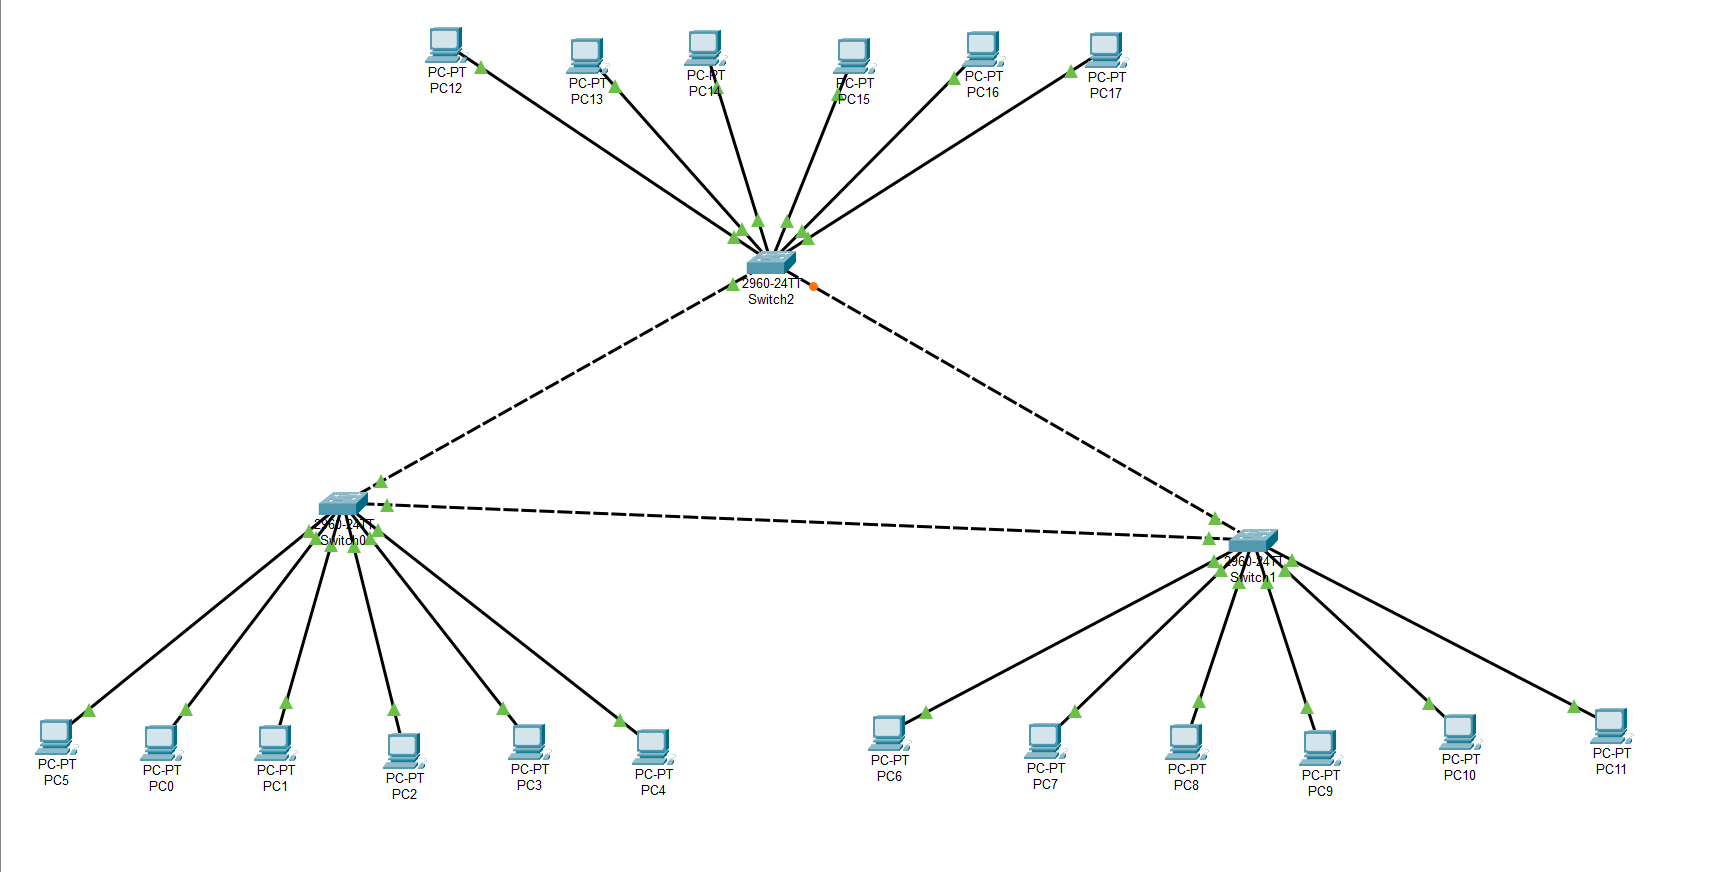 PC-PT
PC12
PC-PT
PC13
PC-PT
PC14
PC-PT
PC15
PC-PT
PC16
PC-PT
PC17
2960-24TT
Switch2
2960-24TT
Switch0
2960-24TT
Switch1
PC-PT
PC5
PC-PT
PC0
PC-PT
PC1
PC-PT
PC2
PC-PT
PC3
PC-PT
PC4
PC-PT
PC6
PC-PT
PC7
PC-PT
PC8
PC-PT
PC9
PC-PT
PC10
PC-PT
PC11